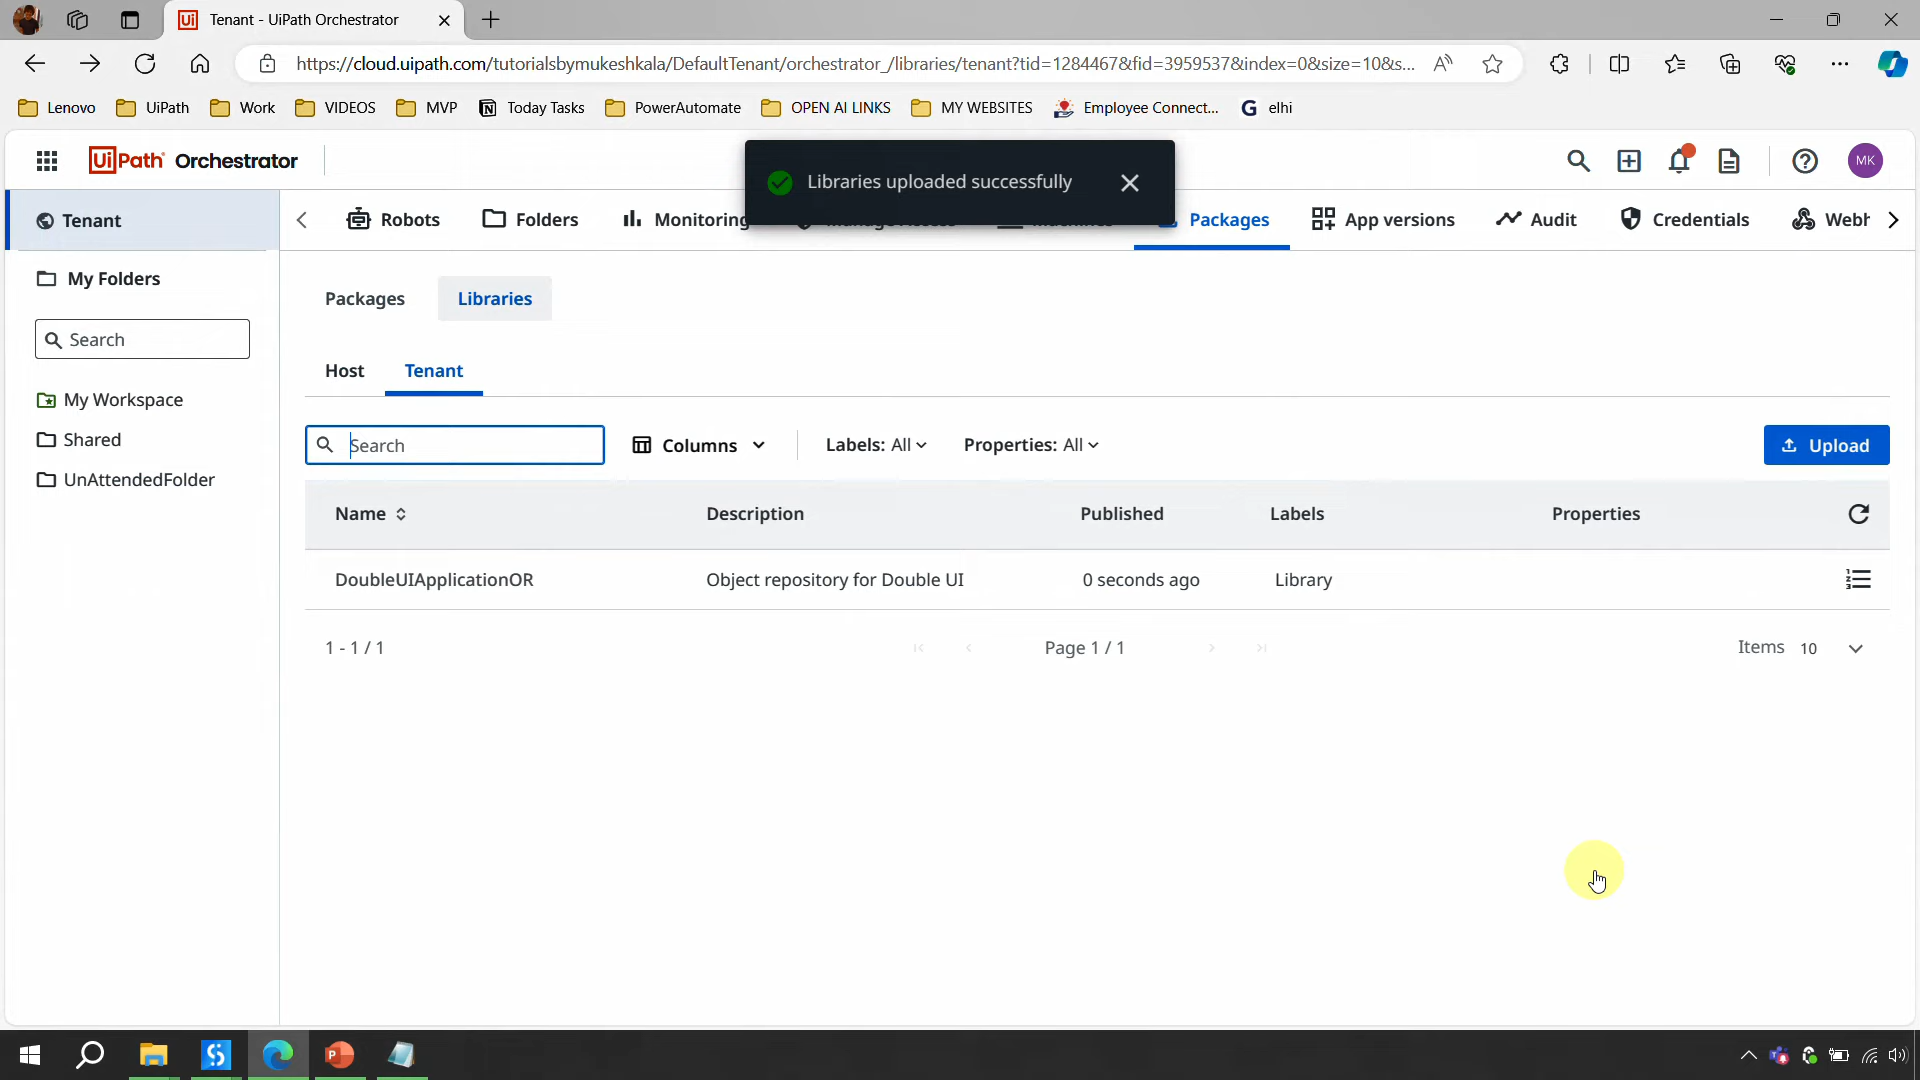 Tenant - UiPath Orchestrator
https://cloud.uipath.com/tutorialsbymukeshkala/DefaultTenant/orchestrator_/libraries/tenant?tid=1284467&fid=3959537&index=0&size=10&s...
Lenovo UiPath Work VIDEOS MVP Today Tasks PowerAutomate OPEN AI LINKS MY WEBSITES Employee Connect... elhi
UiPath Orchestrator
MK
Libraries uploaded successfully
Tenant
Robots Folders Monitoring Manage Access Machines Packages App versions Audit Credentials Webh
My Folders
Packages Libraries
Search
Host Tenant
My Workspace
Shared
UnAttendedFolder
Search Columns Labels: All Properties: All Upload
Name Description Published Labels Properties
DoubleUIApplicationOR Object repository for Double UI 0 seconds ago Library
1 - 1 / 1 Page 1 / 1 Items 10